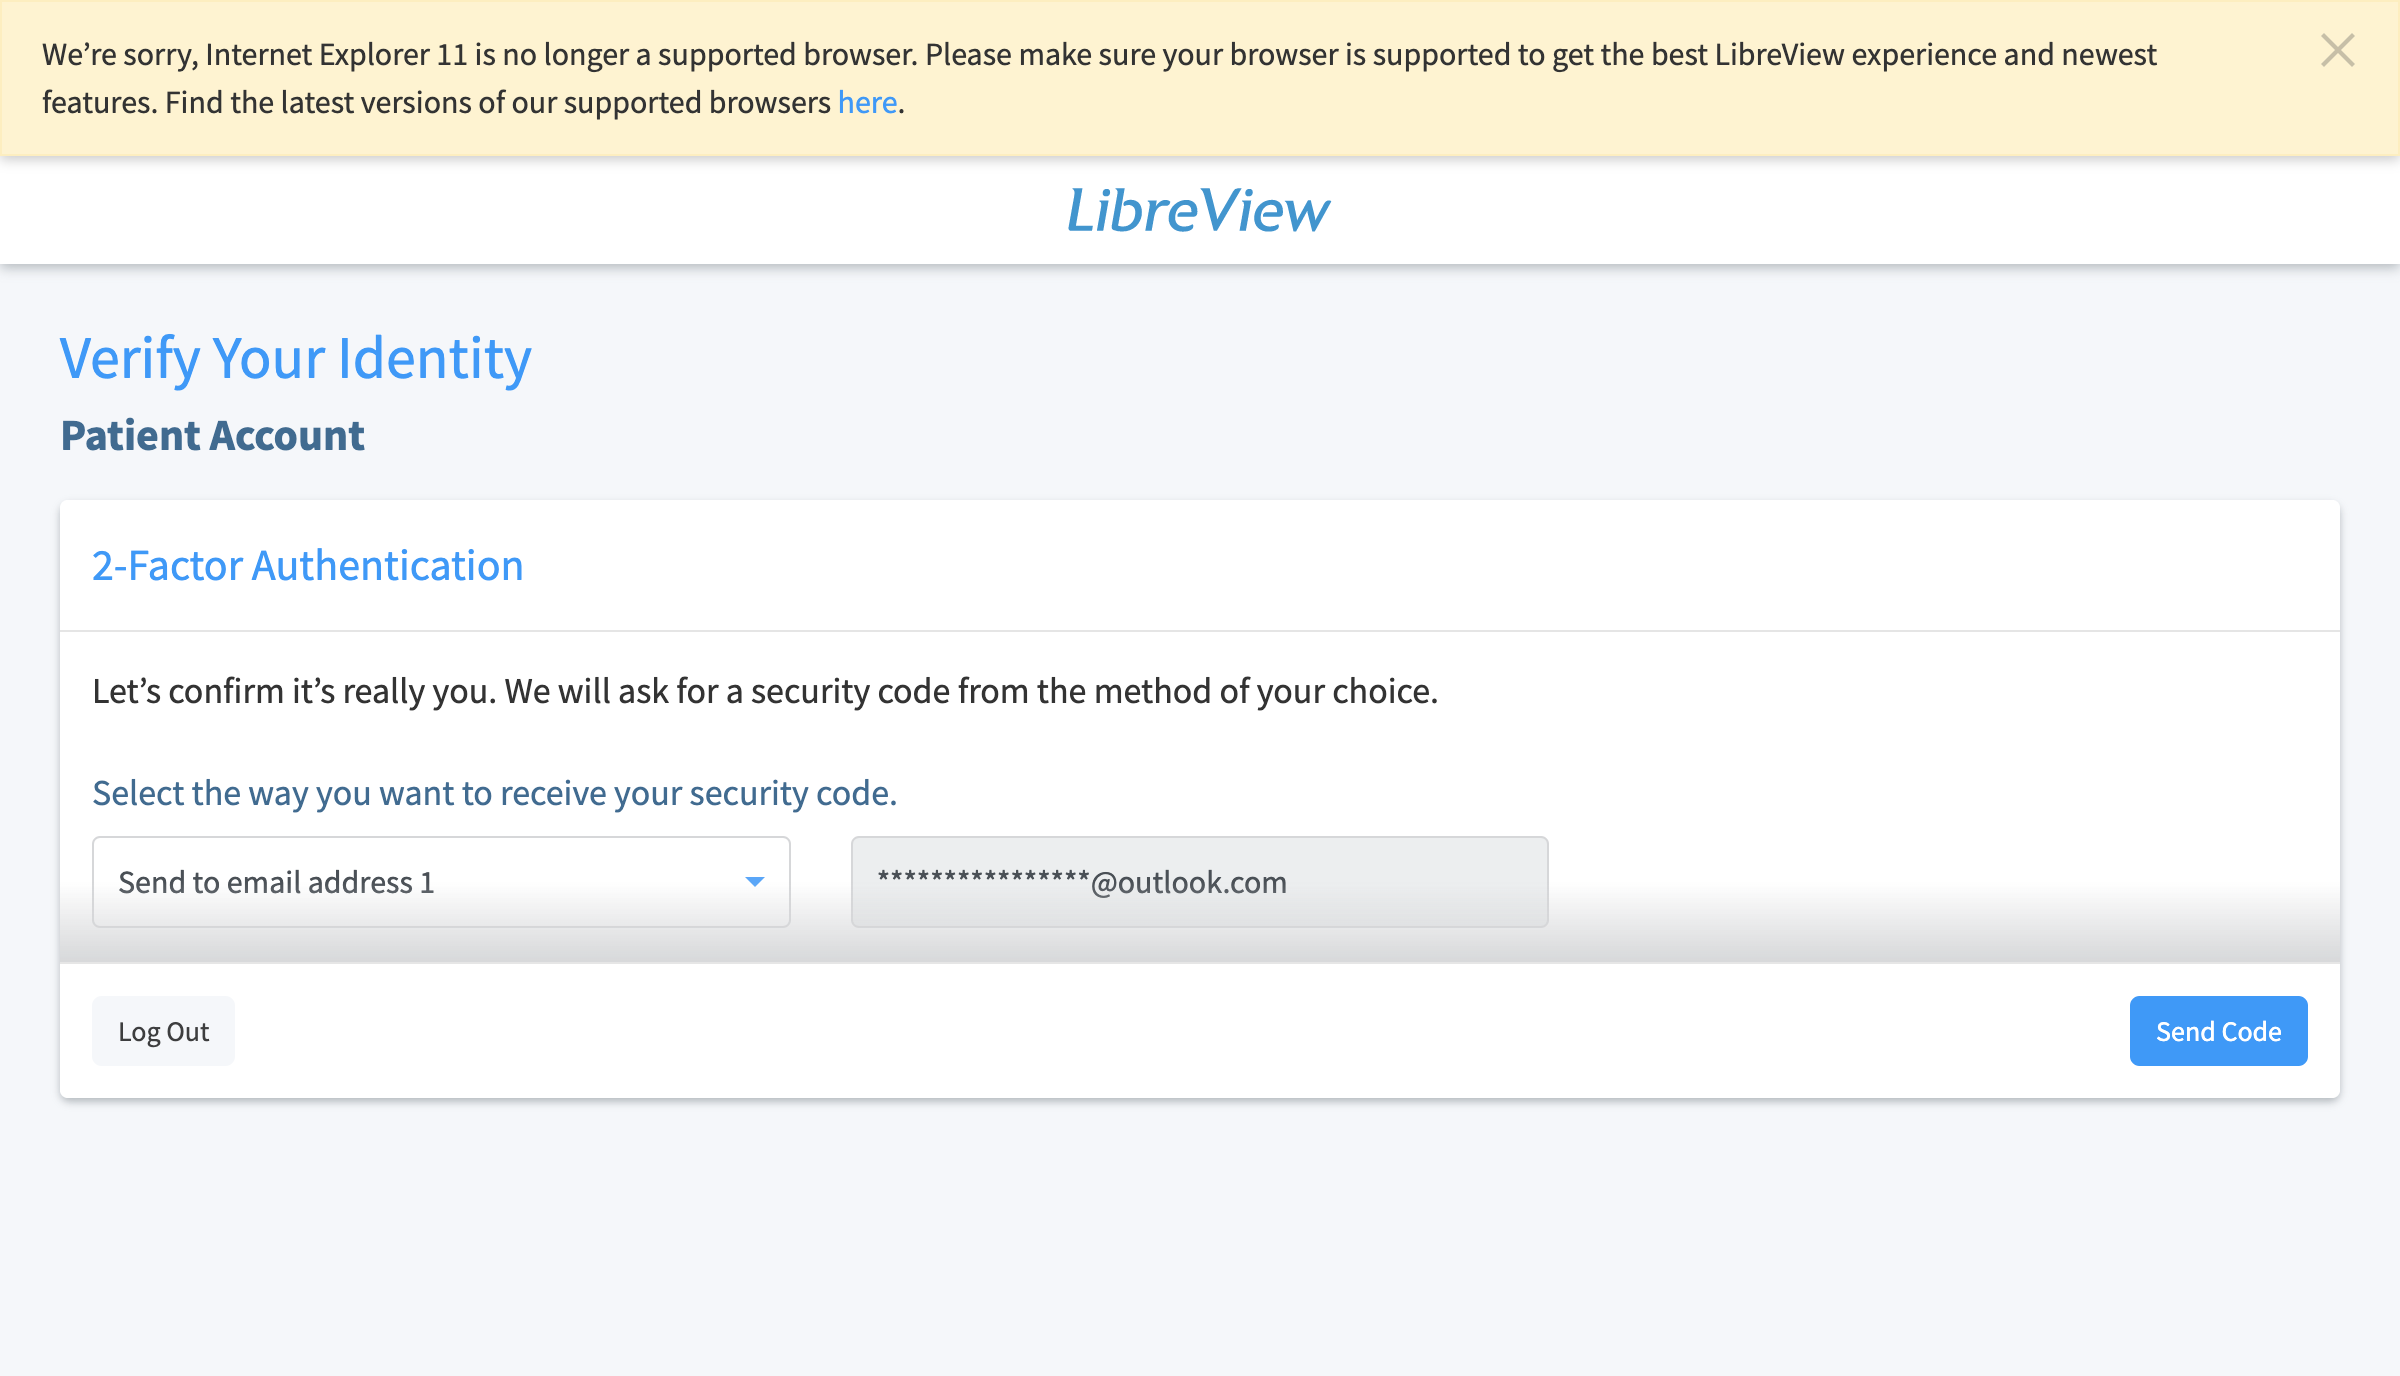 We’re sorry, Internet Explorer 11 is no longer a supported browser. Please make sure your browser is supported to get the best LibreView experience and newest
features. Find the latest versions of our supported browsers here.
LibreView
Verify Your Identity
Patient Account
2-Factor Authentication
Let’s confirm it’s really you. We will ask for a security code from the method of your choice.
Select the way you want to receive your security code.
Send to email address 1
****************@outlook.com
Log Out
Send Code